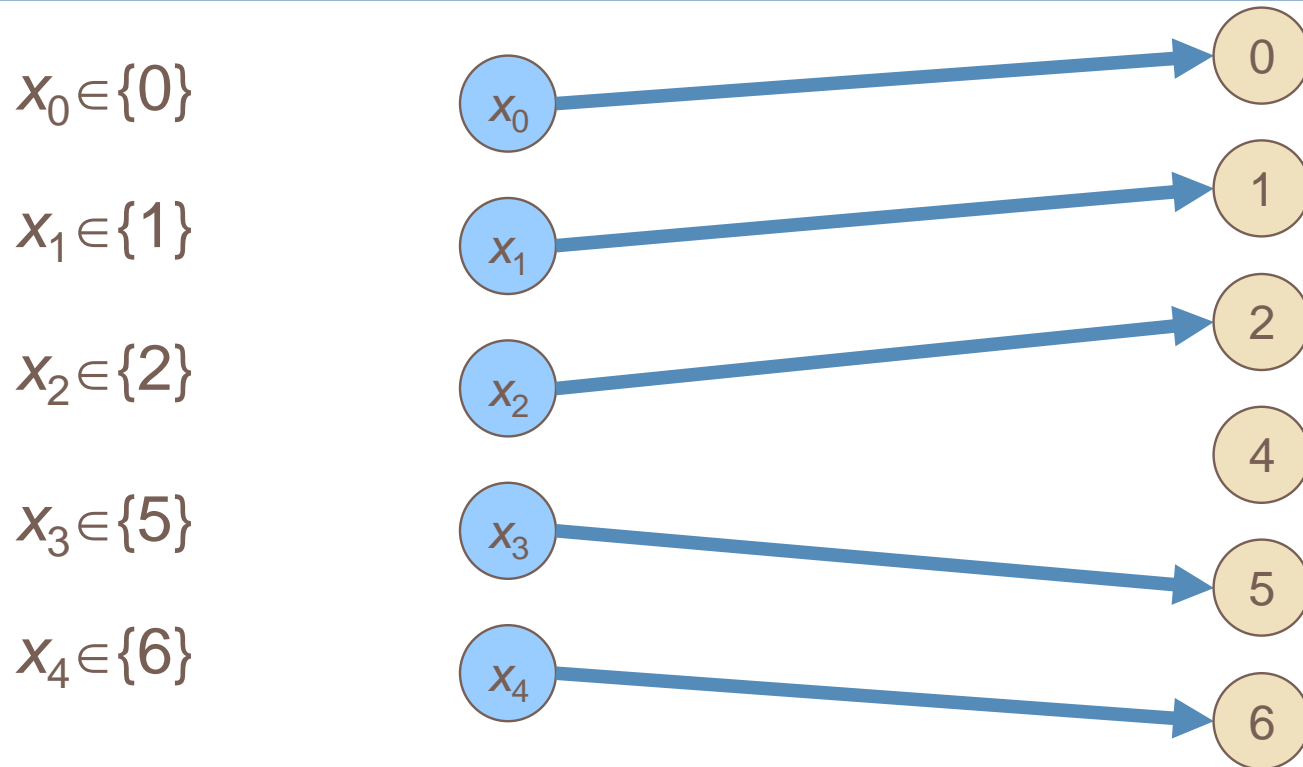 x₀∈{0}
x₁∈{1}
x₂∈{2}
x₃∈{5}
x₄∈{6}
x₀
x₁
x₂
x₃
x₄
0
1
2
4
5
6